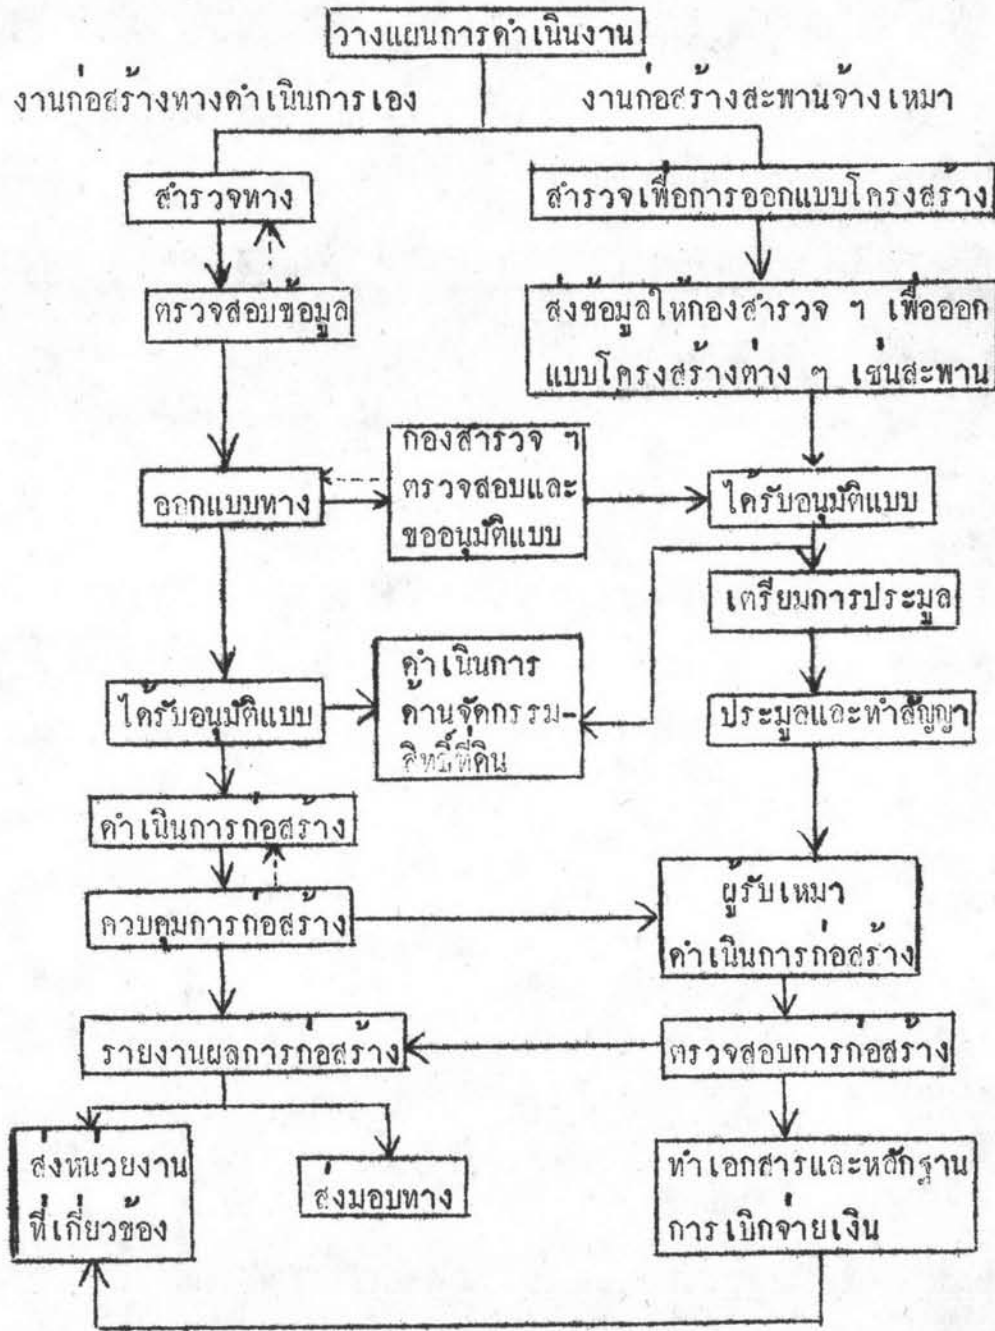 วางแผนการดำเนินงาน
งานก่อสร้างทางดำเนินการเอง
งานก่อสร้างสะพานจ้างเหมา
สำรวจทาง
สำรวจเพื่อการออกแบบโครงสร้าง
ตรวจสอบข้อมูล
ส่งข้อมูลให้กองสำรวจ ฯ เพื่อออก
แบบโครงสร้างต่าง ๆ เช่นสะพาน
ออกแบบทาง
กองสำรวจ ฯ
ตรวจสอบและ
ขออนุมัติแบบ
ได้รับอนุมัติแบบ
เตรียมการประมูล
ได้รับอนุมัติแบบ
ดำเนินการ
ด้านจัดกรรม-
สิทธิ์ที่ดิน
ประมูลและทำสัญญา
ดำเนินการก่อสร้าง
ควบคุมการก่อสร้าง
ผู้รับเหมา
ดำเนินการก่อสร้าง
รายงานผลการก่อสร้าง
ตรวจสอบการก่อสร้าง
ส่งหน่วยงาน
ที่เกี่ยวข้อง
ส่งมอบทาง
ทำเอกสารและหลักฐาน
การเบิกจ่ายเงิน